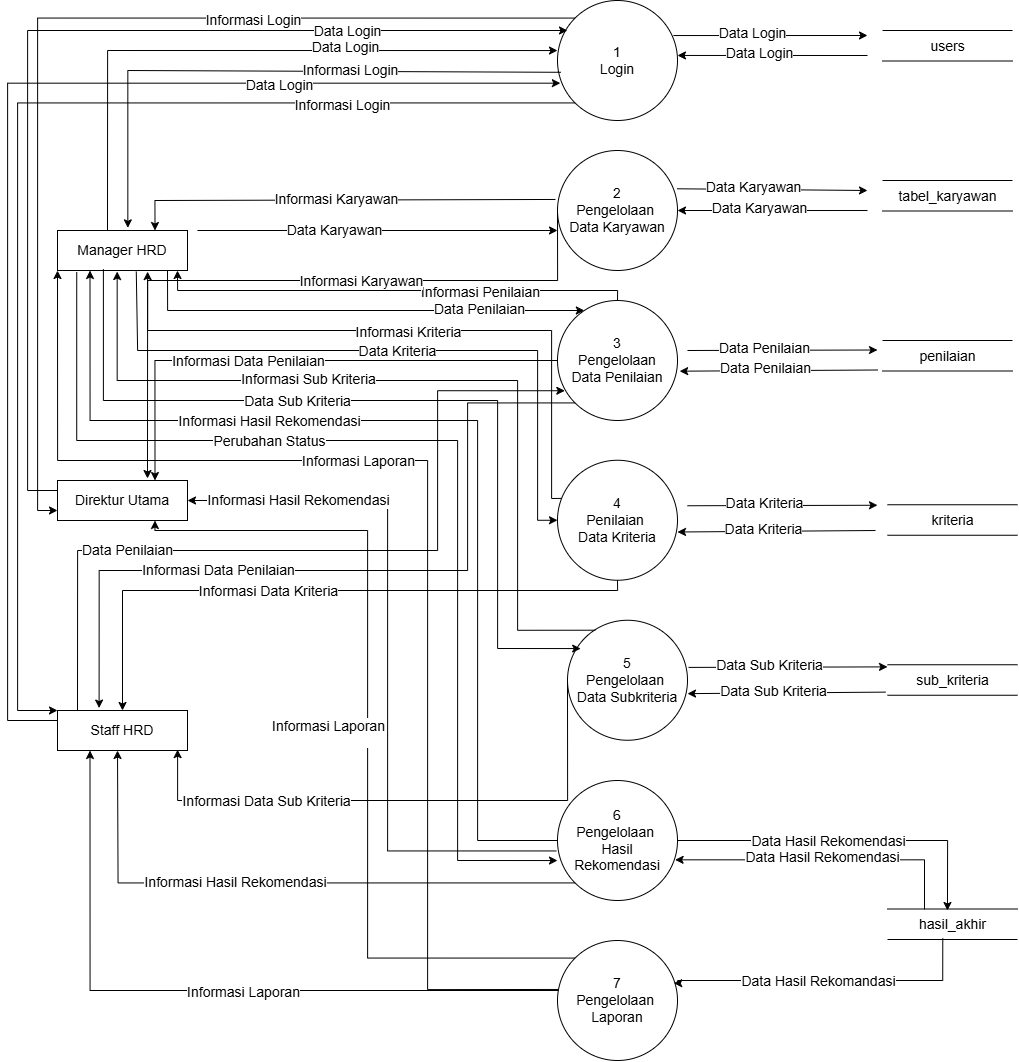 Informasi Login
Data Login
Data Login
Informasi Login
Data Login
Informasi Login
1
Login
Data Login
Data Login
users
Informasi Karyawan
Data Karyawan
Informasi Karyawan
2
Pengelolaan
Data Karyawan
Data Karyawan
Data Karyawan
tabel_karyawan
Manager HRD
Informasi Penilaian
Data Penilaian
Informasi Kriteria
Data Kriteria
Informasi Data Penilaian
Informasi Sub Kriteria
Data Sub Kriteria
Informasi Hasil Rekomendasi
Perubahan Status
Informasi Laporan
3
Pengelolaan
Data Penilaian
Data Penilaian
Data Penilaian
penilaian
Direktur Utama
Informasi Hasil Rekomendasi
4
Penilaian
Data Kriteria
Data Kriteria
Data Kriteria
kriteria
Data Penilaian
Informasi Data Penilaian
Informasi Data Kriteria
5
Pengelolaan
Data Subkriteria
Data Sub Kriteria
Data Sub Kriteria
sub_kriteria
Staff HRD
Informasi Laporan
Informasi Data Sub Kriteria
6
Pengelolaan
Hasil
Rekomendasi
Data Hasil Rekomendasi
Data Hasil Rekomendasi
Informasi Hasil Rekomendasi
hasil_akhir
7
Pengelolaan
Laporan
Data Hasil Rekomandasi
Informasi Laporan